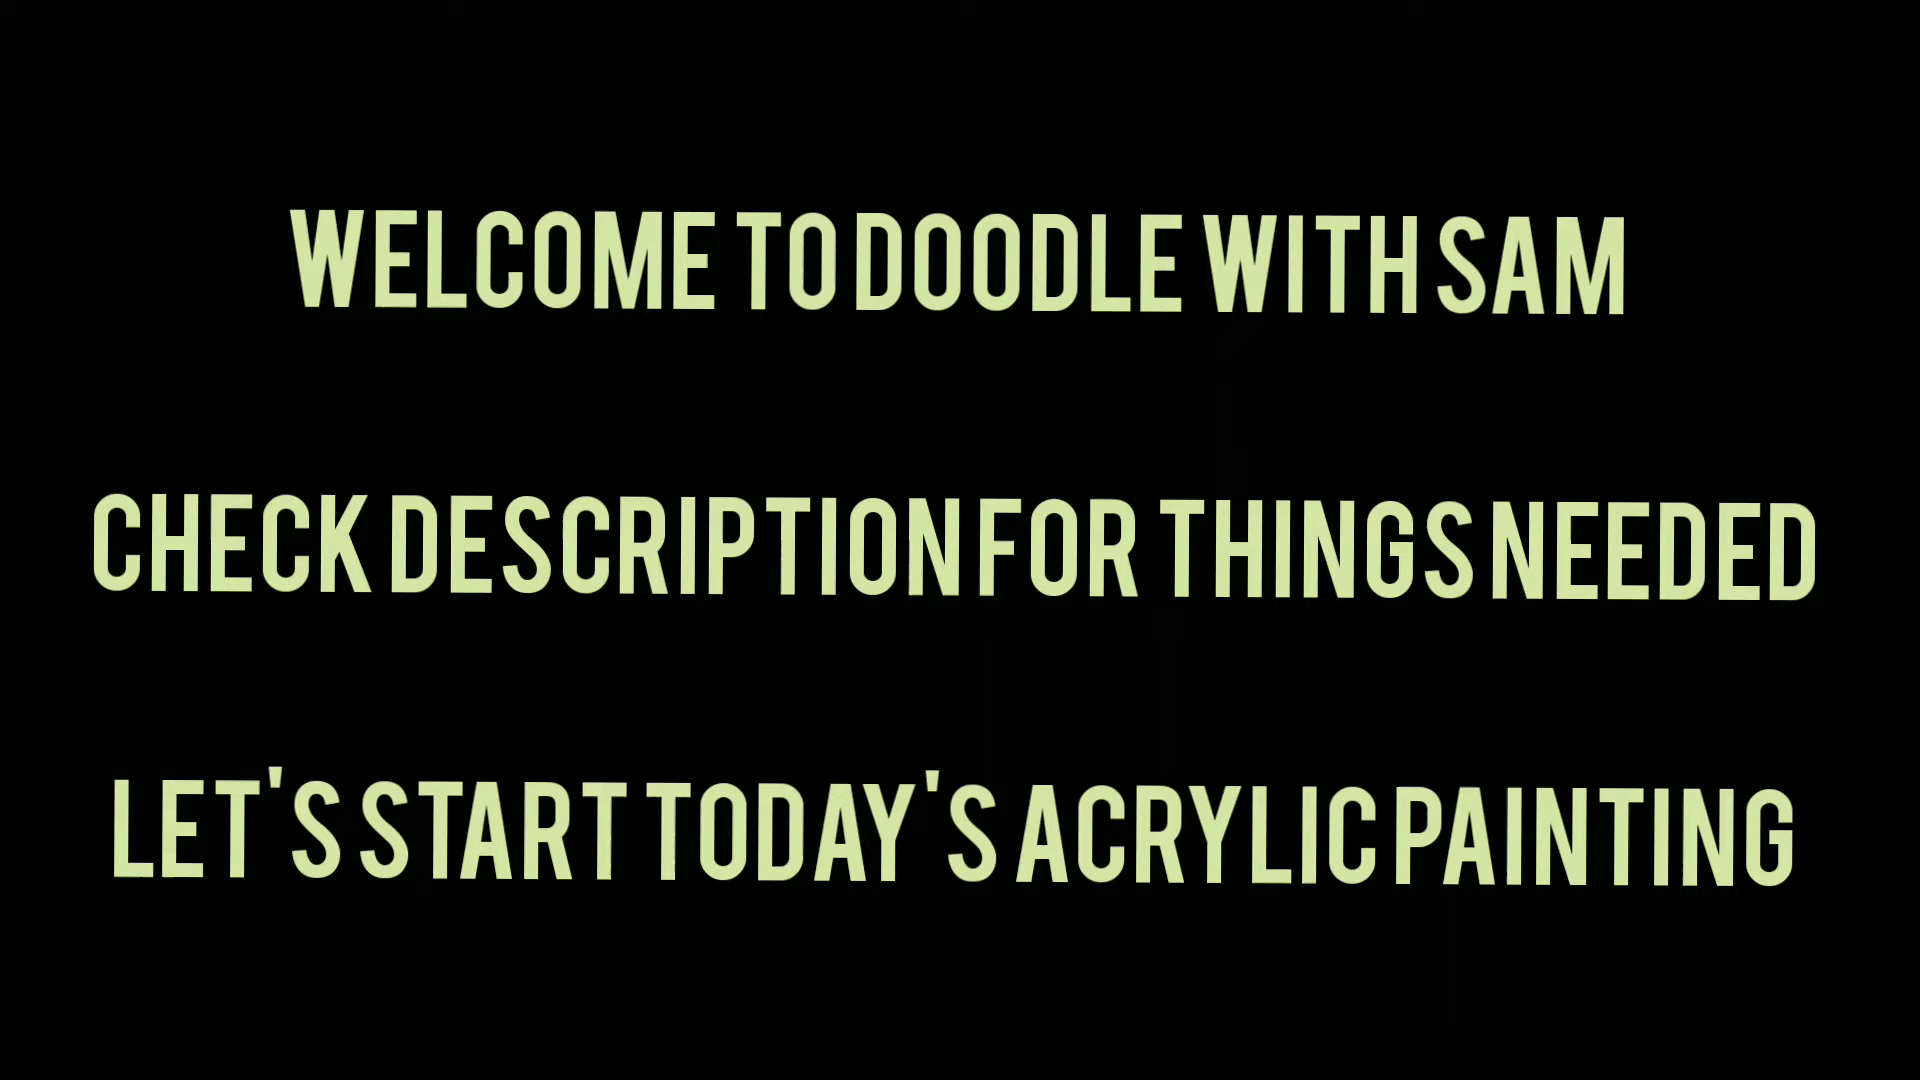 WELCOME TO DOODLE WITH SAM
CHECK DESCRIPTION FOR THINGS NEEDED
LET'S START TODAY'S ACRYLIC PAINTING